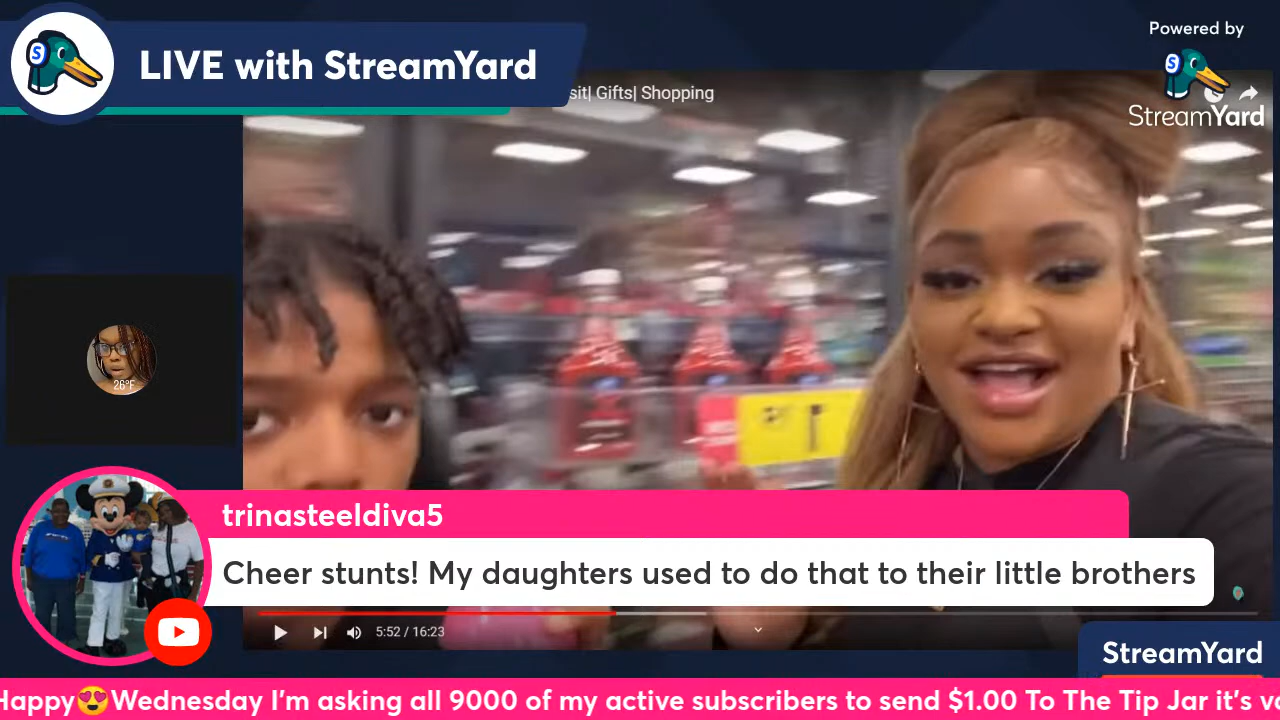 S
LIVE with StreamYard
sit| Gifts| Shopping
Powered by
S
StreamYard
26°F
trinasteeldiva5
Cheer stunts! My daughters used to do that to their little brothers
5:52 / 16:23
StreamYard
Happy😍Wednesday I'm asking all 9000 of my active subscribers to send $1.00 To The Tip Jar it's